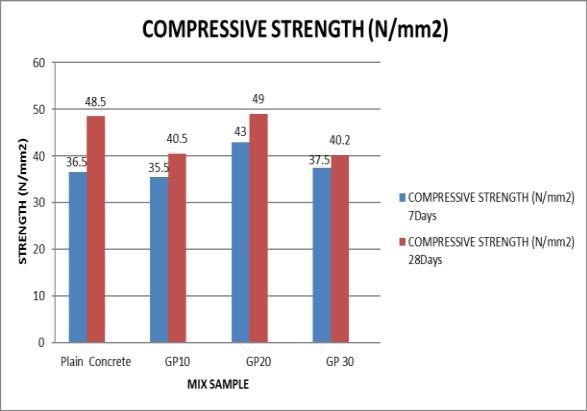 COMPRESSIVE STRENGTH (N/mm2)
60
50
40
30
20
10
0
STRENGTH (N/mm2)
36.5
48.5
35.5
40.5
43
49
37.5
40.2
Plain Concrete
GP10
GP20
GP 30
MIX SAMPLE
COMPRESSIVE STRENGTH (N/mm2)
7Days
COMPRESSIVE STRENGTH (N/mm2)
28Days